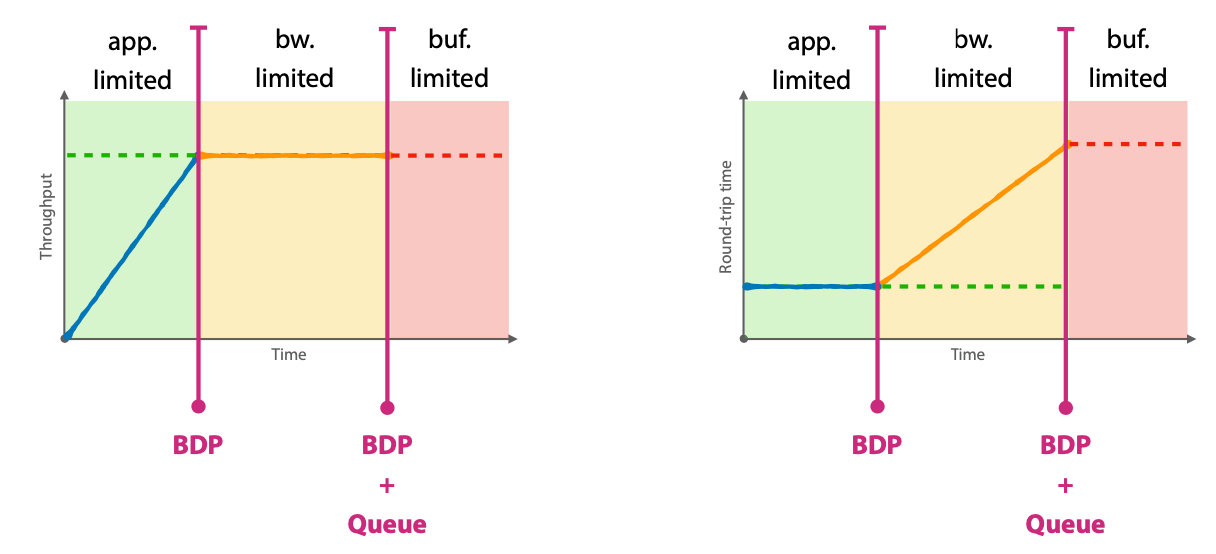 app.
limited
bw.
limited
buf.
limited
Throughput
Time
BDP
BDP
+
Queue
app.
limited
bw.
limited
buf.
limited
Round-trip time
Time
BDP
BDP
+
Queue